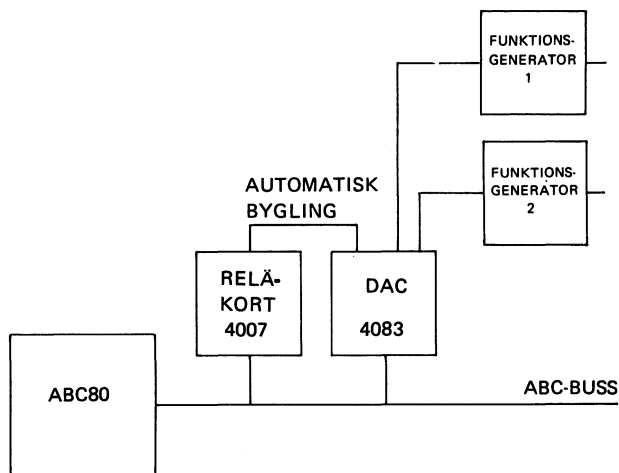 FUNKTIONS-
GENERATOR
1
FUNKTIONS-
GENERATOR
2
AUTOMATISK
BYGLING
RELÄ-
KORT
4007
DAC
4083
ABC80
ABC-BUSS